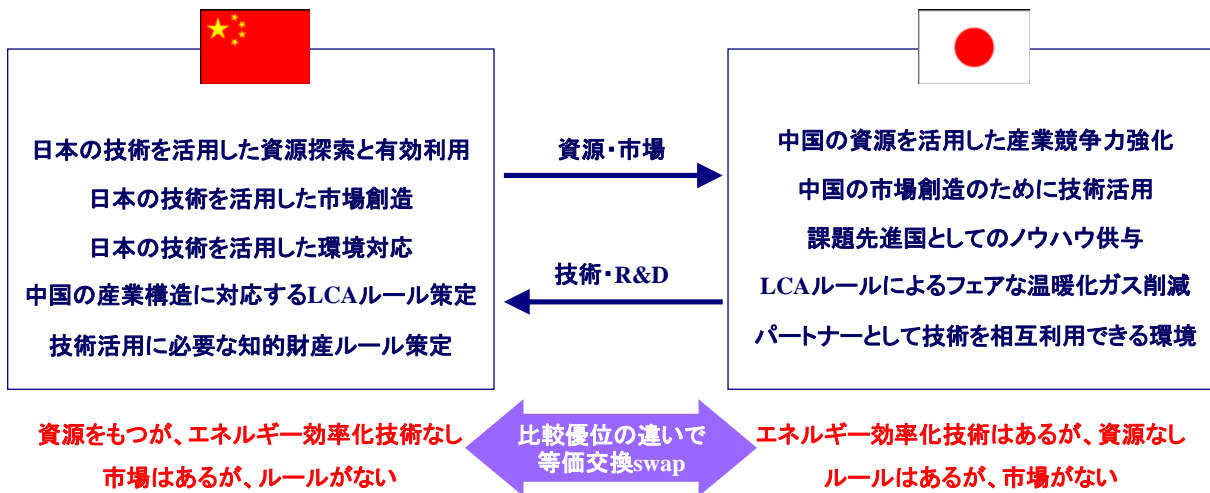 日本の技術を活用した資源探索と有効利用
日本の技術を活用した市場創造
日本の技術を活用した環境対応
中国の産業構造に対応するLCAルール策定
技術活用に必要な知的財産ルール策定
資源・市場
技術・R&D
中国の資源を活用した産業競争力強化
中国の市場創造のために技術活用
課題先進国としてのノウハウ供与
LCAルールによるフェアな温暖化ガス削減
パートナーとして技術を相互利用できる環境
資源をもつが、エネルギー効率化技術なし
市場はあるが、ルールがない
比較優位の違いで
等価交換swap
エネルギー効率化技術はあるが、資源なし
ルールはあるが、市場がない